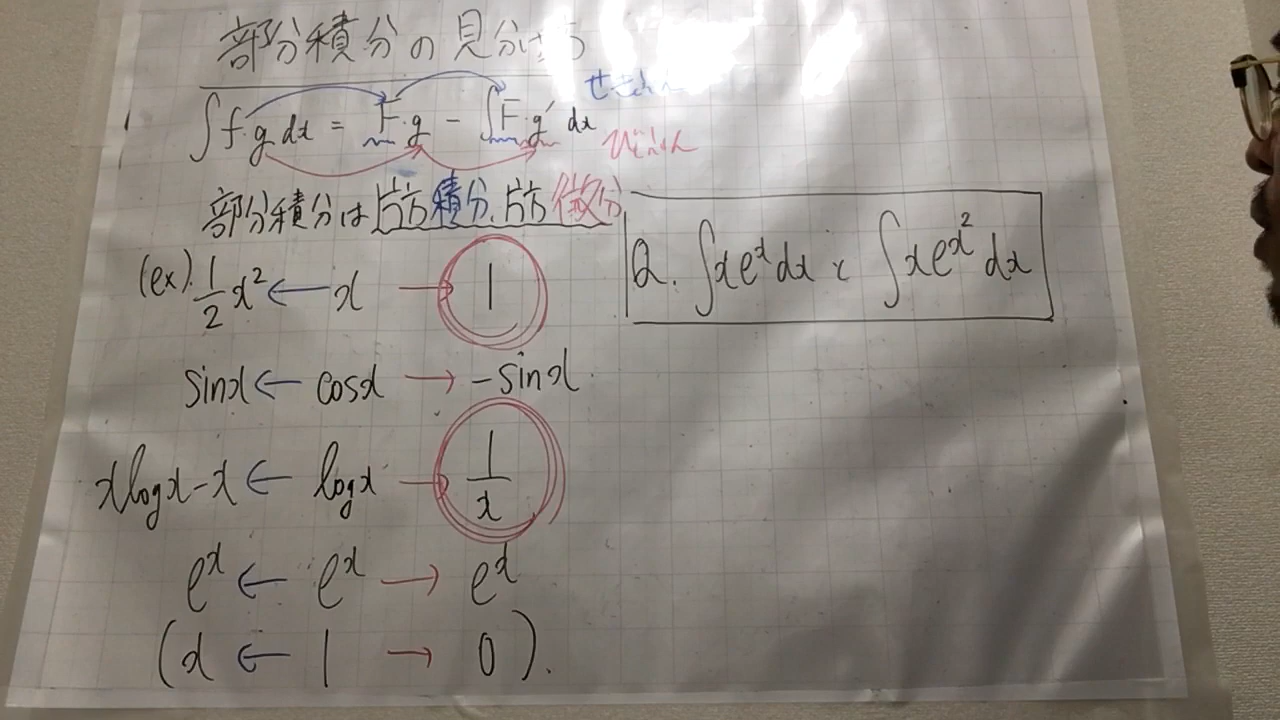 部分積分の見分け方
∫f・g dx = F・g - ∫F・g' dx
せきぶん
びぶん
部分積分は片方積分、片方微分
(ex). 1/2 x² ← x → 1
sinx ← cosx → -sinx
xlogx-x ← logx → 1/x
eˣ ← eˣ → eˣ
(x ← 1 → 0).
Q. ∫xeˣdx と ∫xe^x² dx